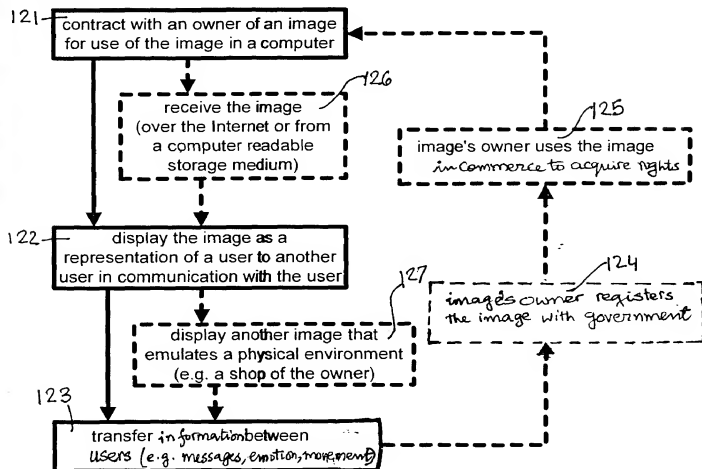 121
contract with an owner of an image
for use of the image in a computer
126
receive the image
(over the Internet or from
a computer readable
storage medium)
125
image's owner uses the image
in commerce to acquire rights
122
display the image as a
representation of a user to another
user in communication with the user
127
display another image that
emulates a physical environment
(e.g. a shop of the owner)
124
image's owner registers
the image with government
123
transfer information between
users (e.g. messages, emotion, movement)